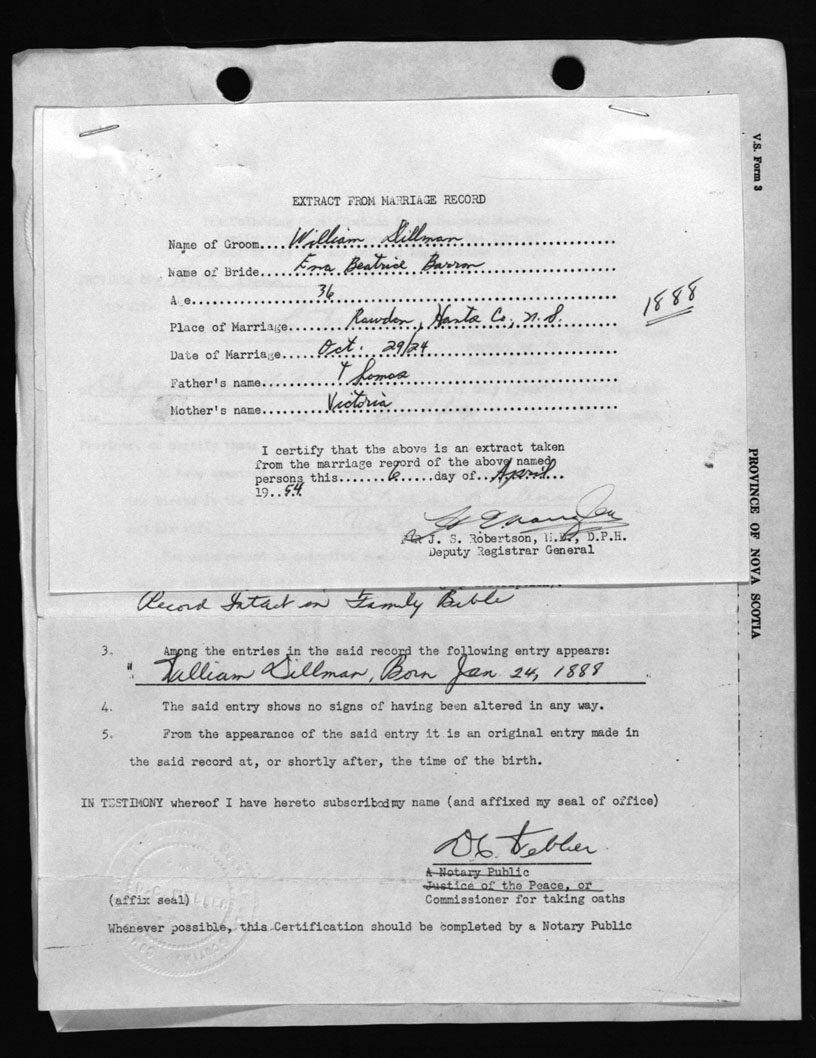 EXTRACT FROM MARRIAGE RECORD
Name of Groom....William Dillman
Name of Bride....Ena Beatrice Barron
Age....36
1888
Place of Marriage....Rawdon, Hants Co., N.S.
Date of Marriage....Oct. 29/24
Father's name....Thomas
Mother's name....Victoria
I certify that the above is an extract taken
from the marriage record of the above named
persons this.......6.....day of...April...
19..54.
J. S. Robertson, M.D., D.P.H.
Deputy Registrar General
Record Intact in Family Bible
3. Among the entries in the said record the following entry appears:
" William Dillman, Born Jan. 24, 1888 "
4. The said entry shows no signs of having been altered in any way.
5. From the appearance of the said entry it is an original entry made in
the said record at, or shortly after, the time of the birth.
IN TESTIMONY whereof I have hereto subscribed my name (and affixed my seal of office)
A Notary Public
Justice of the Peace, or
(affix seal) Commissioner for taking oaths
Whenever possible, this Certification should be completed by a Notary Public
V.S. Form 3
PROVINCE OF NOVA SCOTIA